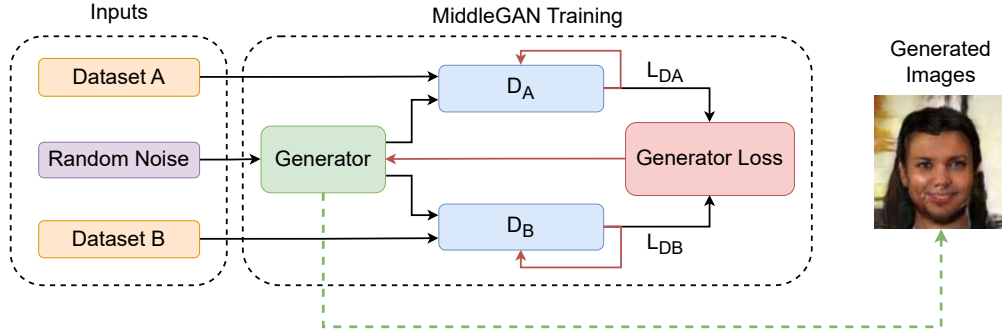 Inputs
MiddleGAN Training
Generated
Images
Dataset A
Random Noise
Dataset B
Generator
D_A
D_B
L_DA
L_DB
Generator Loss